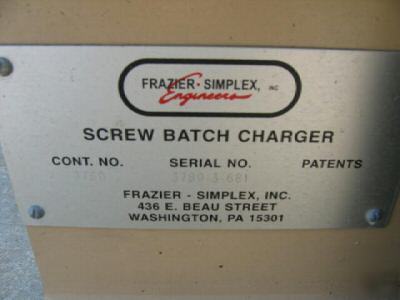 FRAZIER · SIMPLEX, INC
Engineers
SCREW BATCH CHARGER
CONT. NO. SERIAL NO. PATENTS
FRAZIER - SIMPLEX, INC.
436 E. BEAU STREET
WASHINGTON, PA 15301